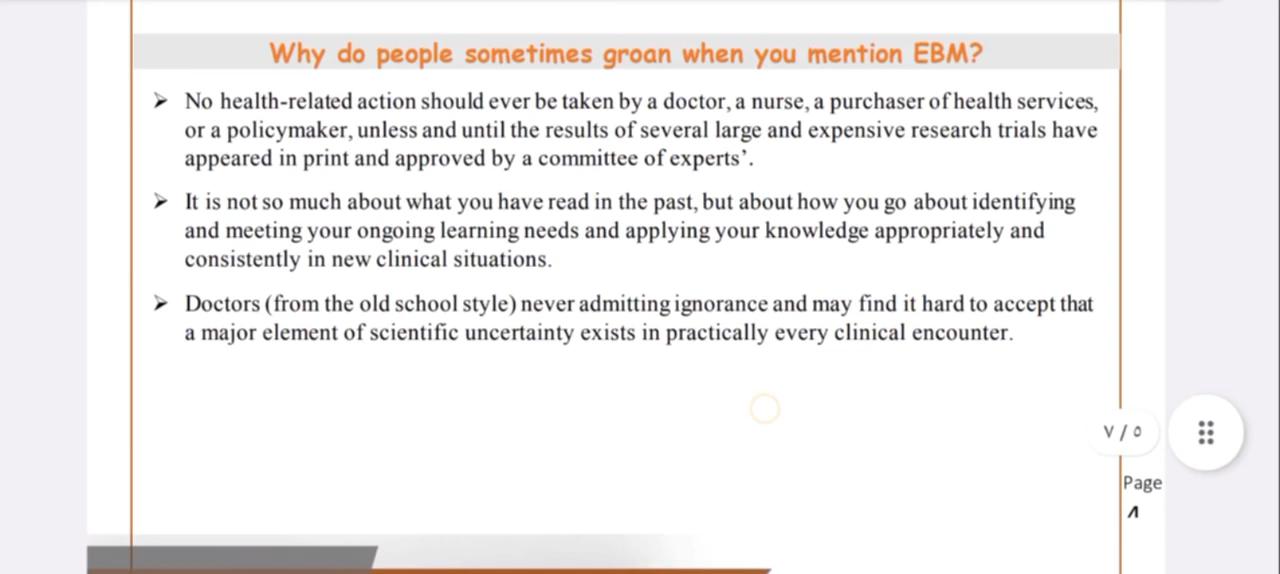 Why do people sometimes groan when you mention EBM?
➢ No health-related action should ever be taken by a doctor, a nurse, a purchaser of health services,
or a policymaker, unless and until the results of several large and expensive research trials have
appeared in print and approved by a committee of experts’.
➢ It is not so much about what you have read in the past, but about how you go about identifying
and meeting your ongoing learning needs and applying your knowledge appropriately and
consistently in new clinical situations.
➢ Doctors (from the old school style) never admitting ignorance and may find it hard to accept that
a major element of scientific uncertainty exists in practically every clinical encounter.
٧ / ٥
Page